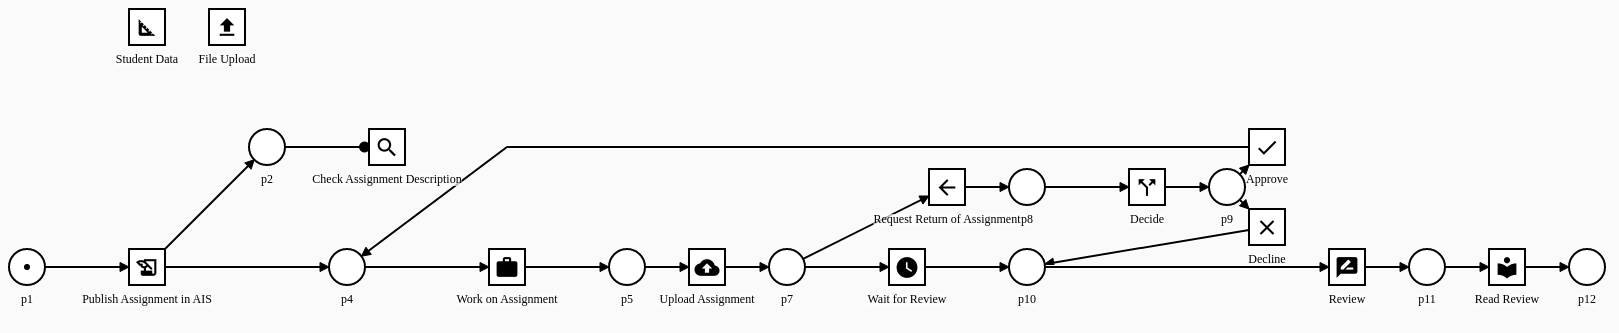 Student Data
File Upload
p2
Check Assignment Description
Approve
Request Return of Assignment
p8
Decide
p9
Decline
p1
Publish Assignment in AIS
p4
Work on Assignment
p5
Upload Assignment
p7
Wait for Review
p10
Review
p11
Read Review
p12